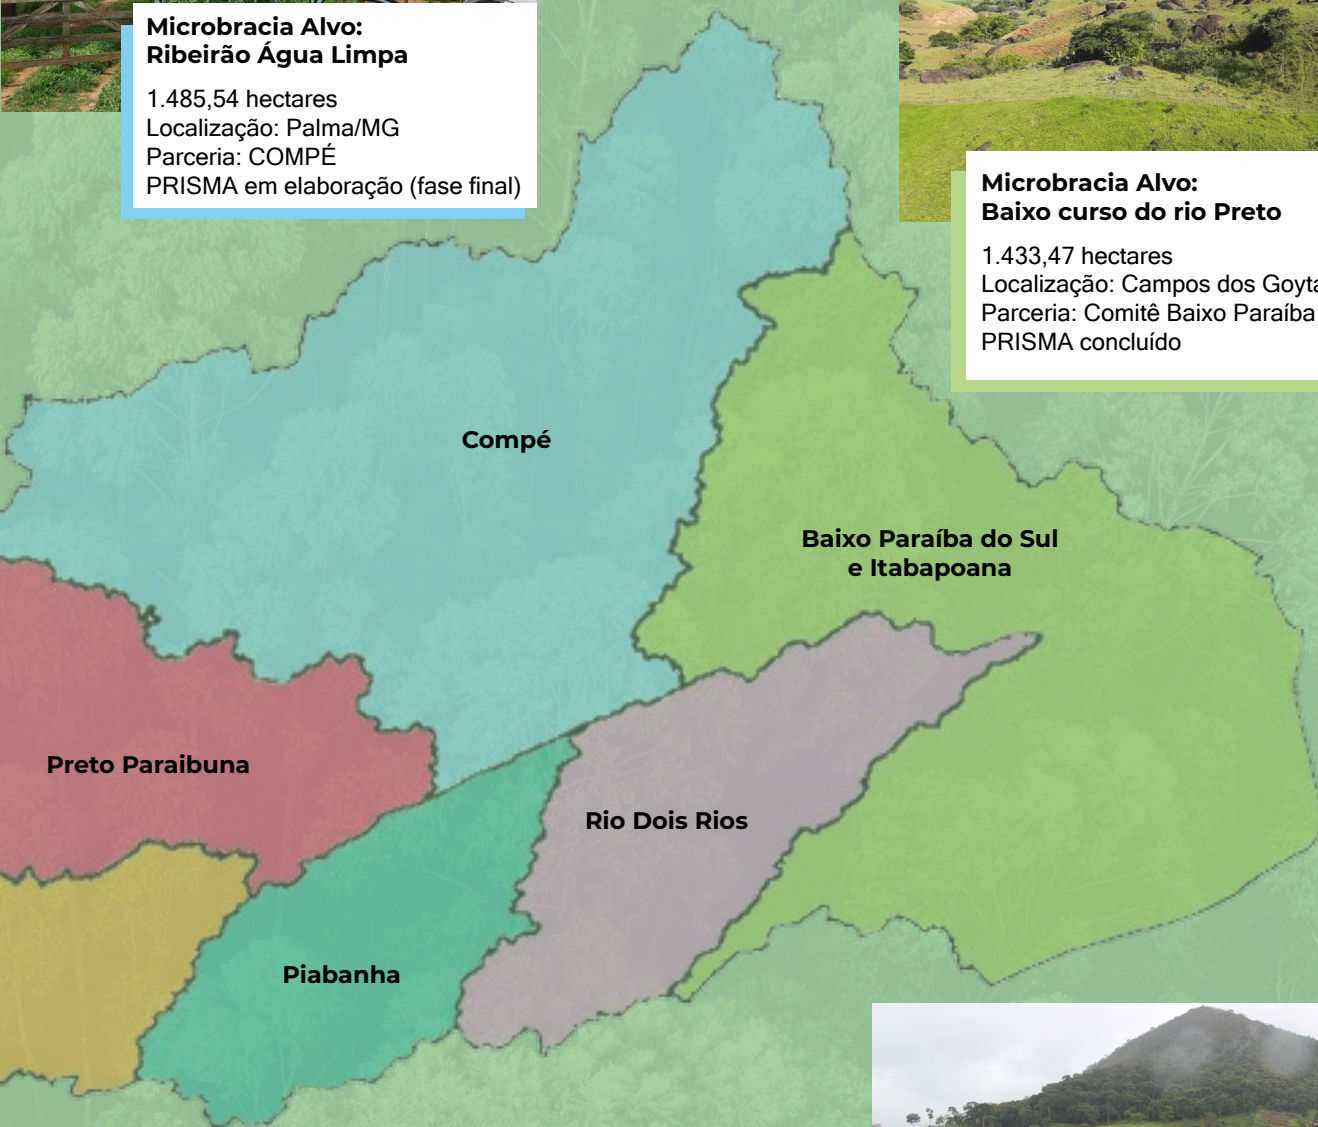 Microbracia Alvo:
Ribeirão Água Limpa
1.485,54 hectares
Localização: Palma/MG
Parceria: COMPÉ
PRISMA em elaboração (fase final)
Microbracia Alvo:
Baixo curso do rio Preto
1.433,47 hectares
Localização: Campos dos Goyta
Parceria: Comitê Baixo Paraíba
PRISMA concluído
Compé
Baixo Paraíba do Sul
e Itabapoana
Preto Paraibuna
Rio Dois Rios
Piabanha